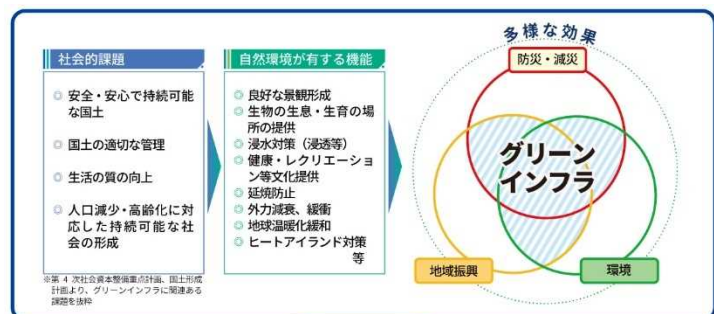 社会的課題
◎ 安全・安心で持続可能
な国土
◎ 国土の適切な管理
◎ 生活の質の向上
◎ 人口減少・高齢化に対
応した持続可能な社
会の形成
※第 4 次社会資本整備重点計画、国土形成
計画より、グリーンインフラに関連ある
課題を抜粋
自然環境が有する機能
◎ 良好な景観形成
◎ 生物の生息・生育の場
所の提供
◎ 浸水対策（浸透等）
◎ 健康・レクリエーショ
ン等文化提供
◎ 延焼防止
◎ 外力減衰、緩衝
◎ 地球温暖化緩和
◎ ヒートアイランド対策
等
多様な効果
防災・減災
グリーン
インフラ
地域振興
環境